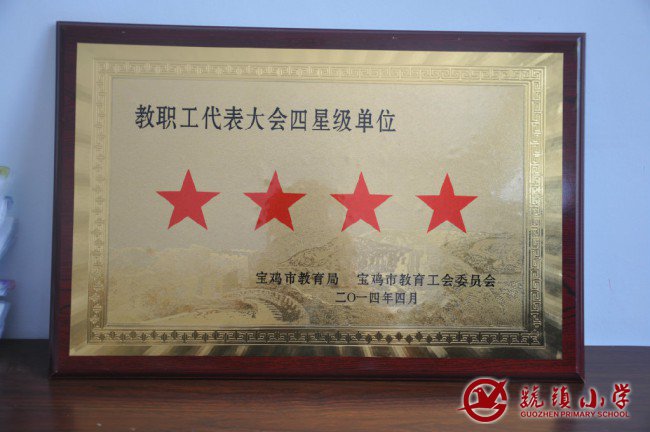 教职工代表大会四星级单位
宝鸡市教育局 宝鸡市教育工会委员会
二〇一四年四月
虢镇小学
GUOZHEN PRIMARY SCHOOL